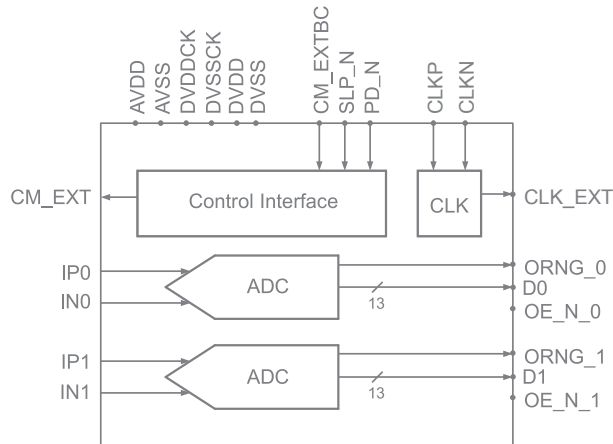 AVDD
AVSS
DVDDCK
DVSSCK
DVDD
DVSS
CM_EXTBC
SLP_N
PD_N
CLKP
CLKN
CM_EXT
Control Interface
CLK
CLK_EXT
IP0
IN0
ADC
13
ORNG_0
D0
OE_N_0
IP1
IN1
ADC
13
ORNG_1
D1
OE_N_1